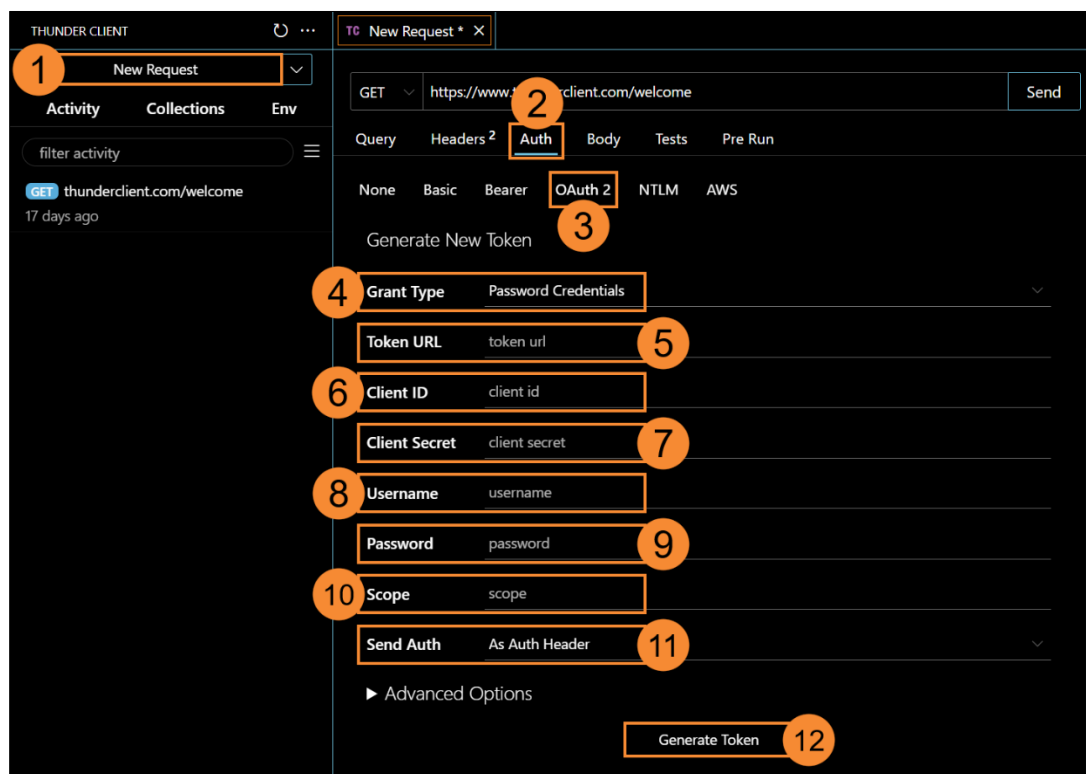 THUNDER CLIENT
1 New Request
Activity Collections Env
filter activity
GET thunderclient.com/welcome
17 days ago
TC New Request * ×
GET https://www.t 2 rclient.com/welcome Send
Query Headers 2 Auth Body Tests Pre Run
None Basic Bearer OAuth 2 NTLM AWS
3
Generate New Token
4 Grant Type Password Credentials
Token URL token url 5
6 Client ID client id
Client Secret client secret 7
8 Username username
Password password 9
10 Scope scope
Send Auth As Auth Header 11
Advanced Options
Generate Token 12